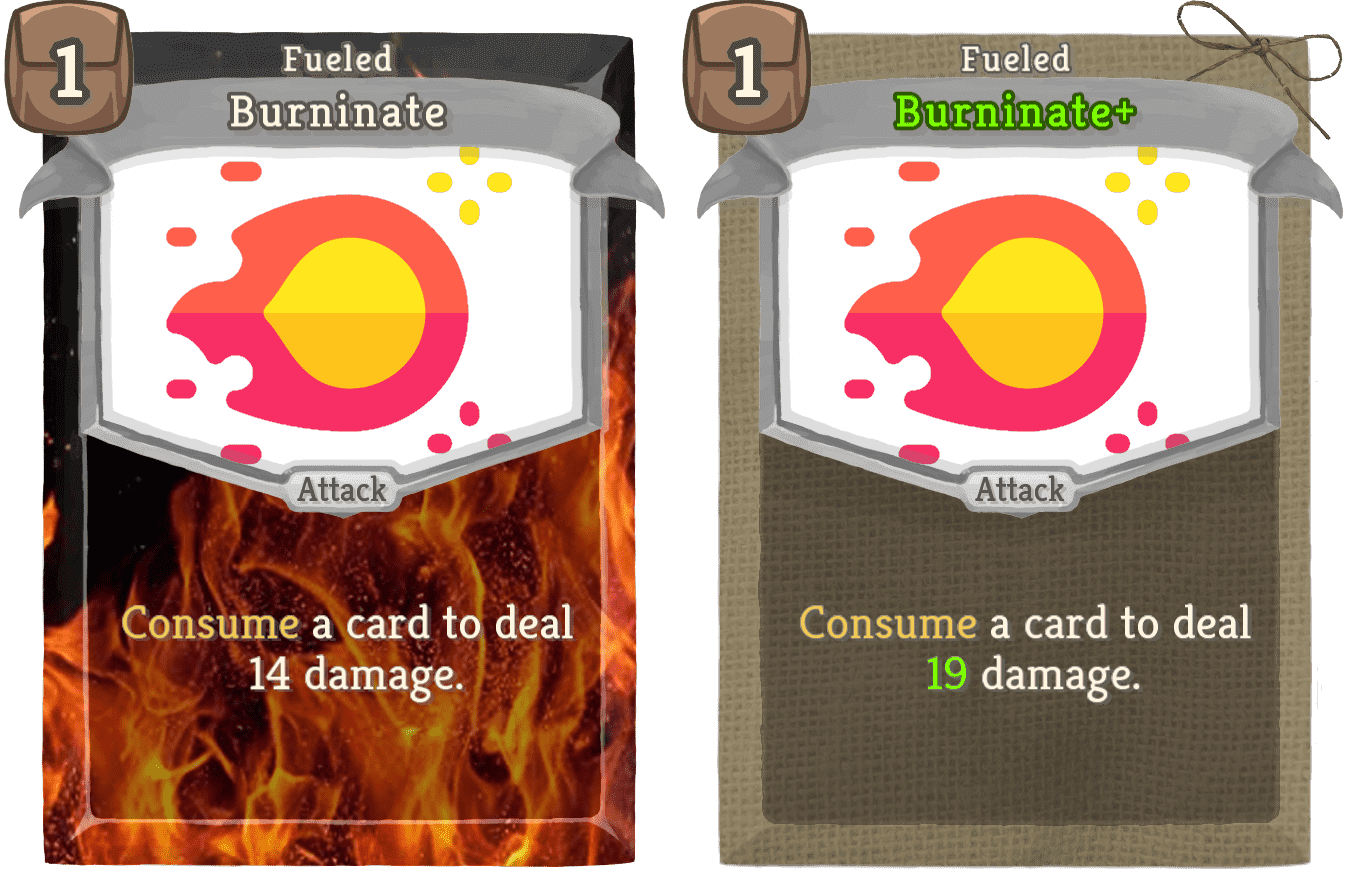 1
Fueled
Burninate
Attack
Consume a card to deal
14 damage.
1
Fueled
Burninate+
Attack
Consume a card to deal
19 damage.